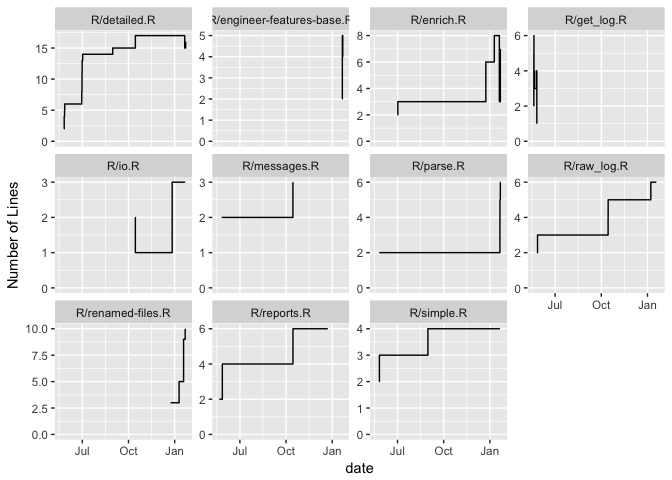 R/detailed.R
R/engineer-features-base.R
R/enrich.R
R/get_log.R
15
10
5
0
5
4
3
2
1
0
8
6
4
2
0
6
4
2
0
R/io.R
R/messages.R
R/parse.R
R/raw_log.R
3
2
1
0
3
2
1
0
6
4
2
0
6
4
2
0
Jul Oct Jan
R/renamed-files.R
R/reports.R
R/simple.R
10.0
7.5
5.0
2.5
0.0
6
4
2
0
4
3
2
1
0
Jul Oct Jan
Jul Oct Jan
Jul Oct Jan
Number of Lines
date